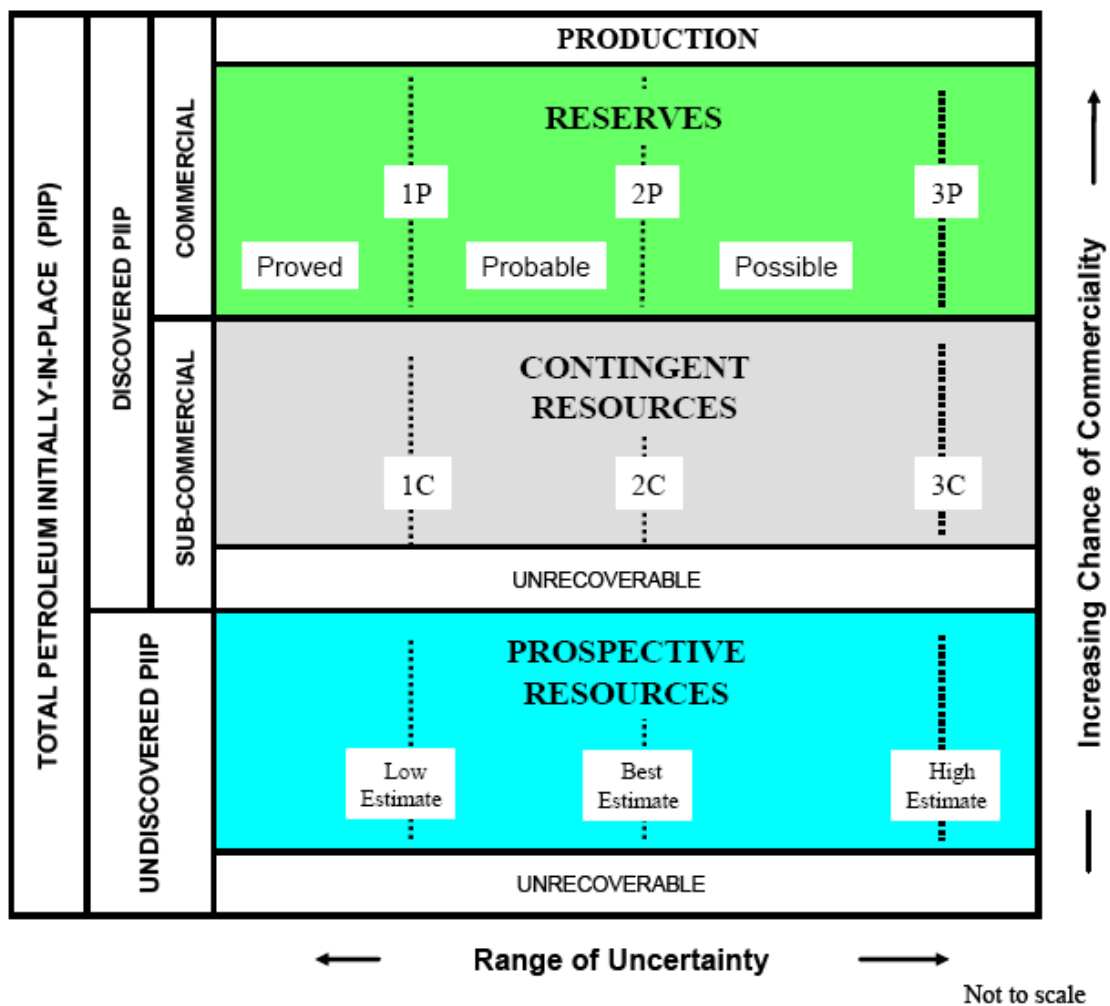 TOTAL PETROLEUM INITIALLY-IN-PLACE (PIIP)
DISCOVERED PIIP
COMMERCIAL
PRODUCTION
RESERVES
1P
2P
3P
Proved
Probable
Possible
SUB-COMMERCIAL
CONTINGENT
RESOURCES
1C
2C
3C
UNRECOVERABLE
UNDISCOVERED PIIP
PROSPECTIVE
RESOURCES
Low
Estimate
Best
Estimate
High
Estimate
UNRECOVERABLE
Increasing Chance of Commerciality
Range of Uncertainty
Not to scale